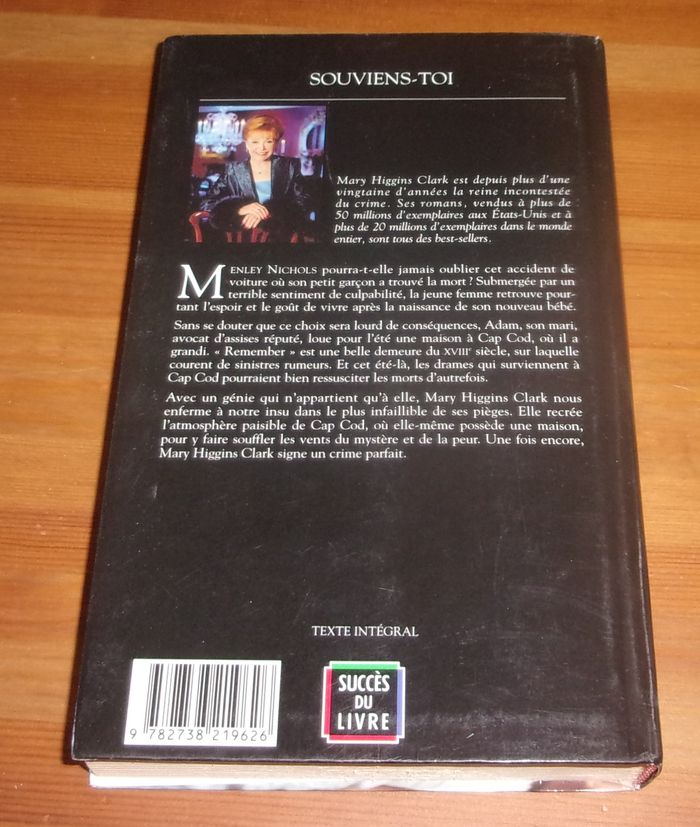 SOUVIENS-TOI
Mary Higgins Clark est depuis plus d'une
vingtaine d'années la reine incontestée
du crime. Ses romans, vendus à plus de
50 millions d'exemplaires aux États-Unis et à
plus de 20 millions d'exemplaires dans le monde
entier, sont tous des best-sellers.
MENLEY NICHOLS pourra-t-elle jamais oublier cet accident de
voiture où son petit garçon a trouvé la mort ? Submergée par un
terrible sentiment de culpabilité, la jeune femme retrouve pour-
tant l'espoir et le goût de vivre après la naissance de son nouveau bébé.
Sans se douter que ce choix sera lourd de conséquences, Adam, son mari,
avocat d'assises réputé, loue pour l'été une maison à Cap Cod, où il a
grandi. « Remember » est une belle demeure du XVIIIe siècle, sur laquelle
courent de sinistres rumeurs. Et cet été-là, les drames qui surviennent à
Cap Cod pourraient bien ressusciter les morts d'autrefois.
Avec un génie qui n'appartient qu'à elle, Mary Higgins Clark nous
enferme à notre insu dans le plus infaillible de ses pièges. Elle recrée
l'atmosphère paisible de Cap Cod, où elle-même possède une maison,
pour y faire souffler les vents du mystère et de la peur. Une fois encore,
Mary Higgins Clark signe un crime parfait.
TEXTE INTÉGRAL
SUCCÈS
DU
LIVRE
9 782738 219626